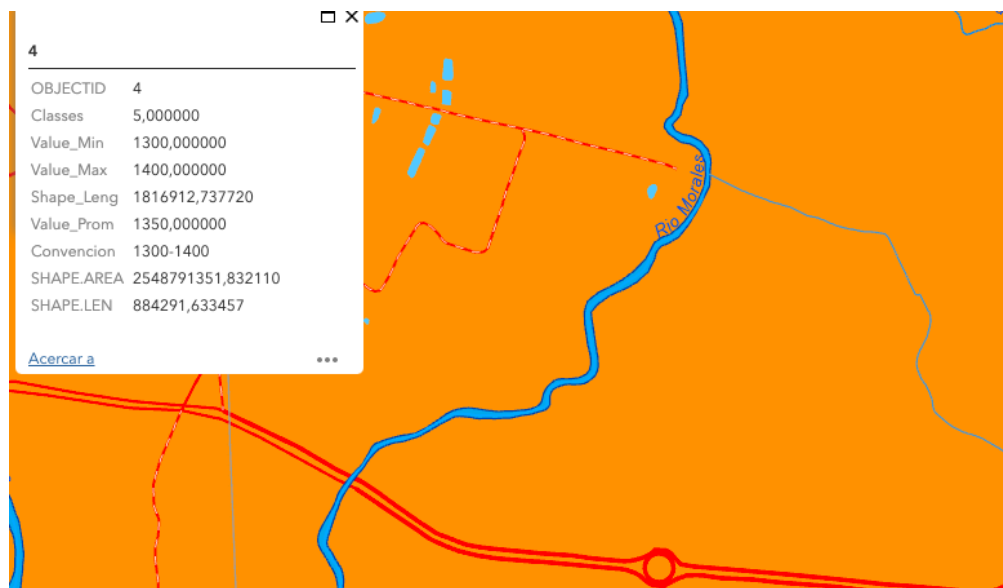 4
OBJECTID 4
Classes 5,000000
Value_Min 1300,000000
Value_Max 1400,000000
Shape_Leng 1816912,737720
Value_Prom 1350,000000
Convencion 1300-1400
SHAPE.AREA 2548791351,832110
SHAPE.LEN 884291,633457
Acercar a
Rio Morales